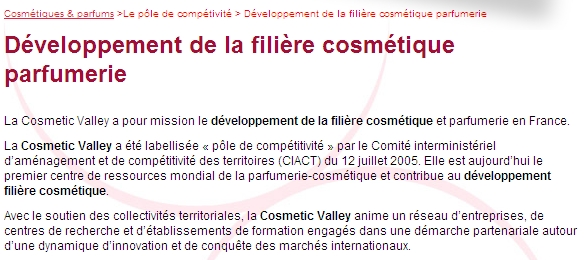 Cosmétiques & parfums >Le pôle de compétivité > Développement de la filière cosmétique parfumerie
Développement de la filière cosmétique
parfumerie
La Cosmetic Valley a pour mission le développement de la filière cosmétique et parfumerie en France.
La Cosmetic Valley a été labellisée « pôle de compétitivité » par le Comité interministériel
d'aménagement et de compétitivité des territoires (CIACT) du 12 juillet 2005. Elle est aujourd'hui le
premier centre de ressources mondial de la parfumerie-cosmétique et contribue au développement
filière cosmétique.
Avec le soutien des collectivités territoriales, la Cosmetic Valley anime un réseau d'entreprises, de
centres de recherche et d'établissements de formation engagés dans une démarche partenariale autour
d'une dynamique d'innovation et de conquête des marchés internationaux.